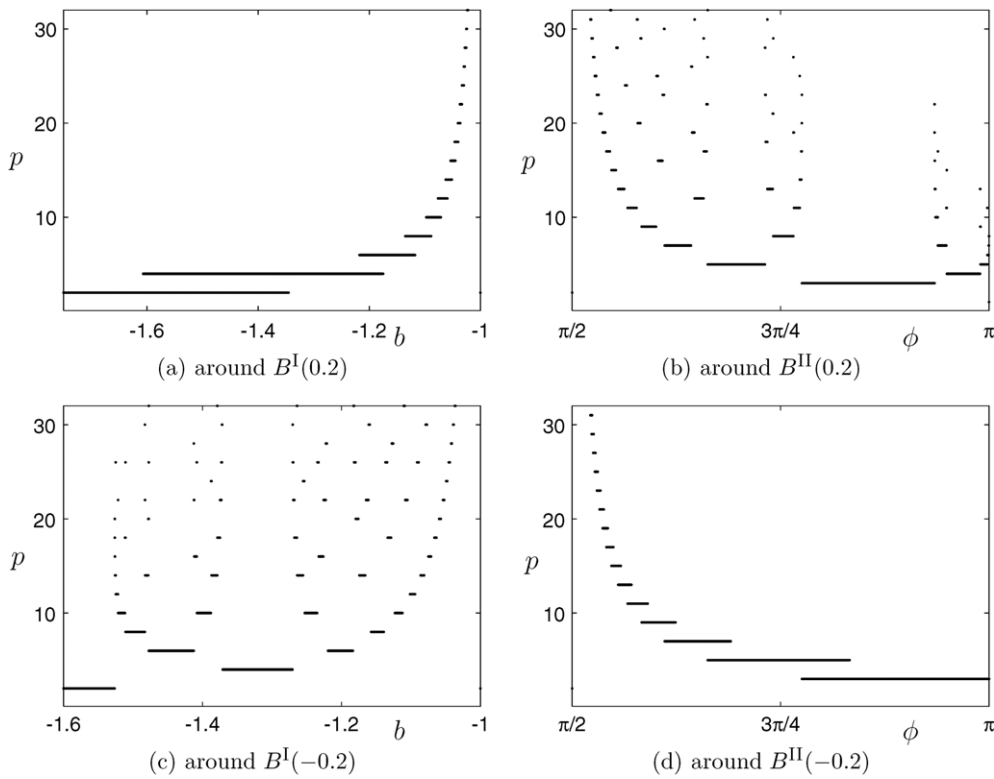 30
20
p
10
-1.6 -1.4 -1.2 b -1
(a) around B^I(0.2)
30
20
p
10
π/2 3π/4 ϕ π
(b) around B^II(0.2)
30
20
p
10
-1.6 -1.4 -1.2 b -1
(c) around B^I(−0.2)
30
20
p
10
π/2 3π/4 ϕ π
(d) around B^II(−0.2)